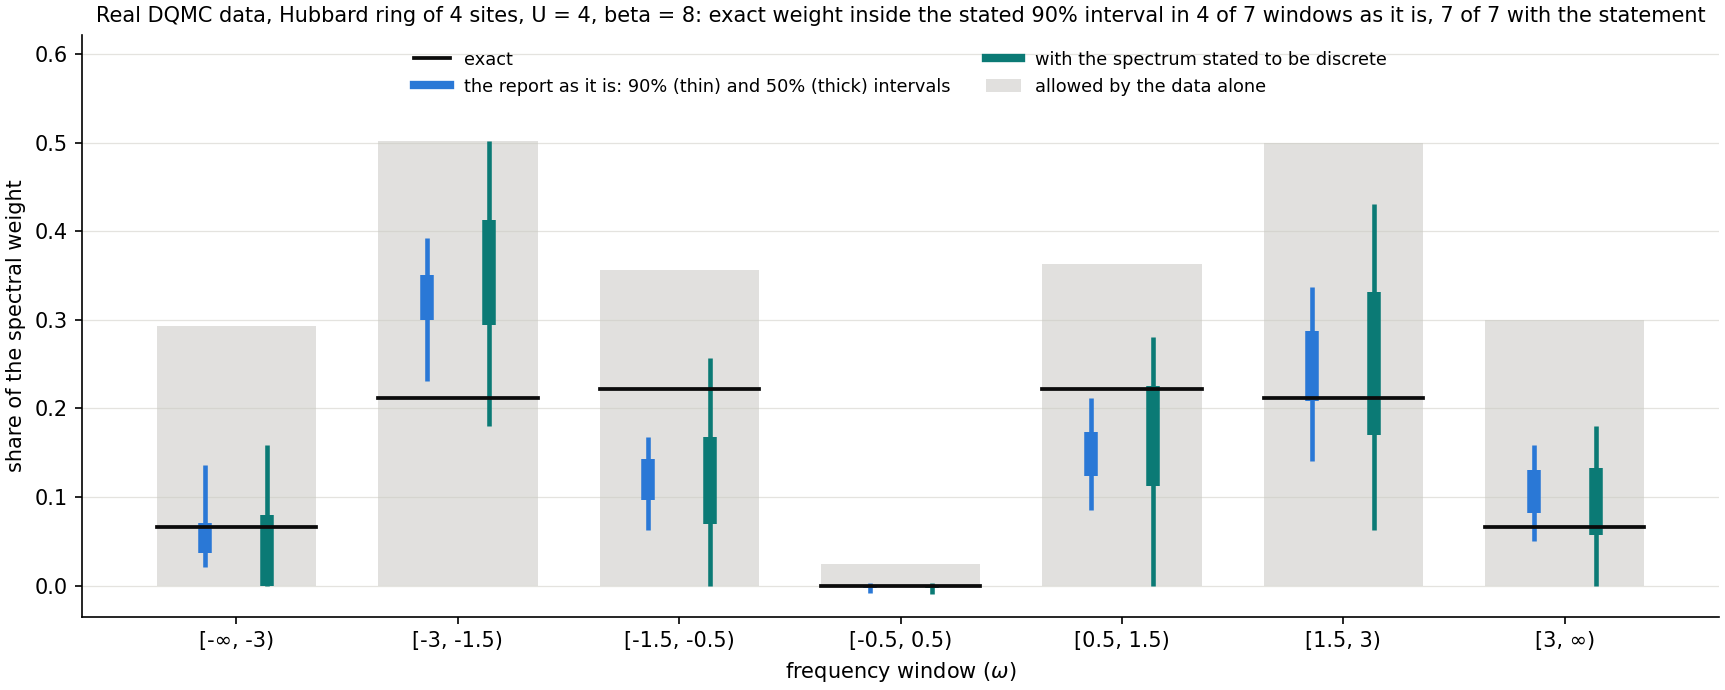 Real DQMC data, Hubbard ring of 4 sites, U = 4, beta = 8: exact weight inside the stated 90% interval in 4 of 7 windows as it is, 7 of 7 with the statement
exact
the report as it is: 90% (thin) and 50% (thick) intervals
with the spectrum stated to be discrete
allowed by the data alone
share of the spectral weight
0.6
0.5
0.4
0.3
0.2
0.1
0.0
[-∞, -3)
[-3, -1.5)
[-1.5, -0.5)
[-0.5, 0.5)
[0.5, 1.5)
[1.5, 3)
[3, ∞)
frequency window (ω)